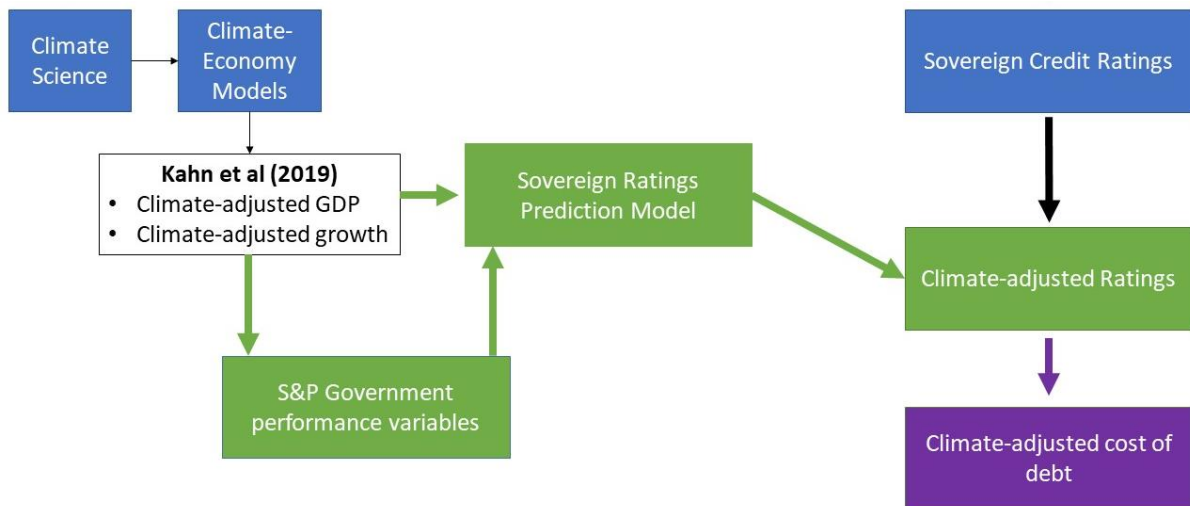 Climate
Science
Climate-
Economy
Models
Sovereign Credit Ratings
Kahn et al (2019)
• Climate-adjusted GDP
• Climate-adjusted growth
Sovereign Ratings
Prediction Model
Climate-adjusted Ratings
S&P Government
performance variables
Climate-adjusted cost of
debt